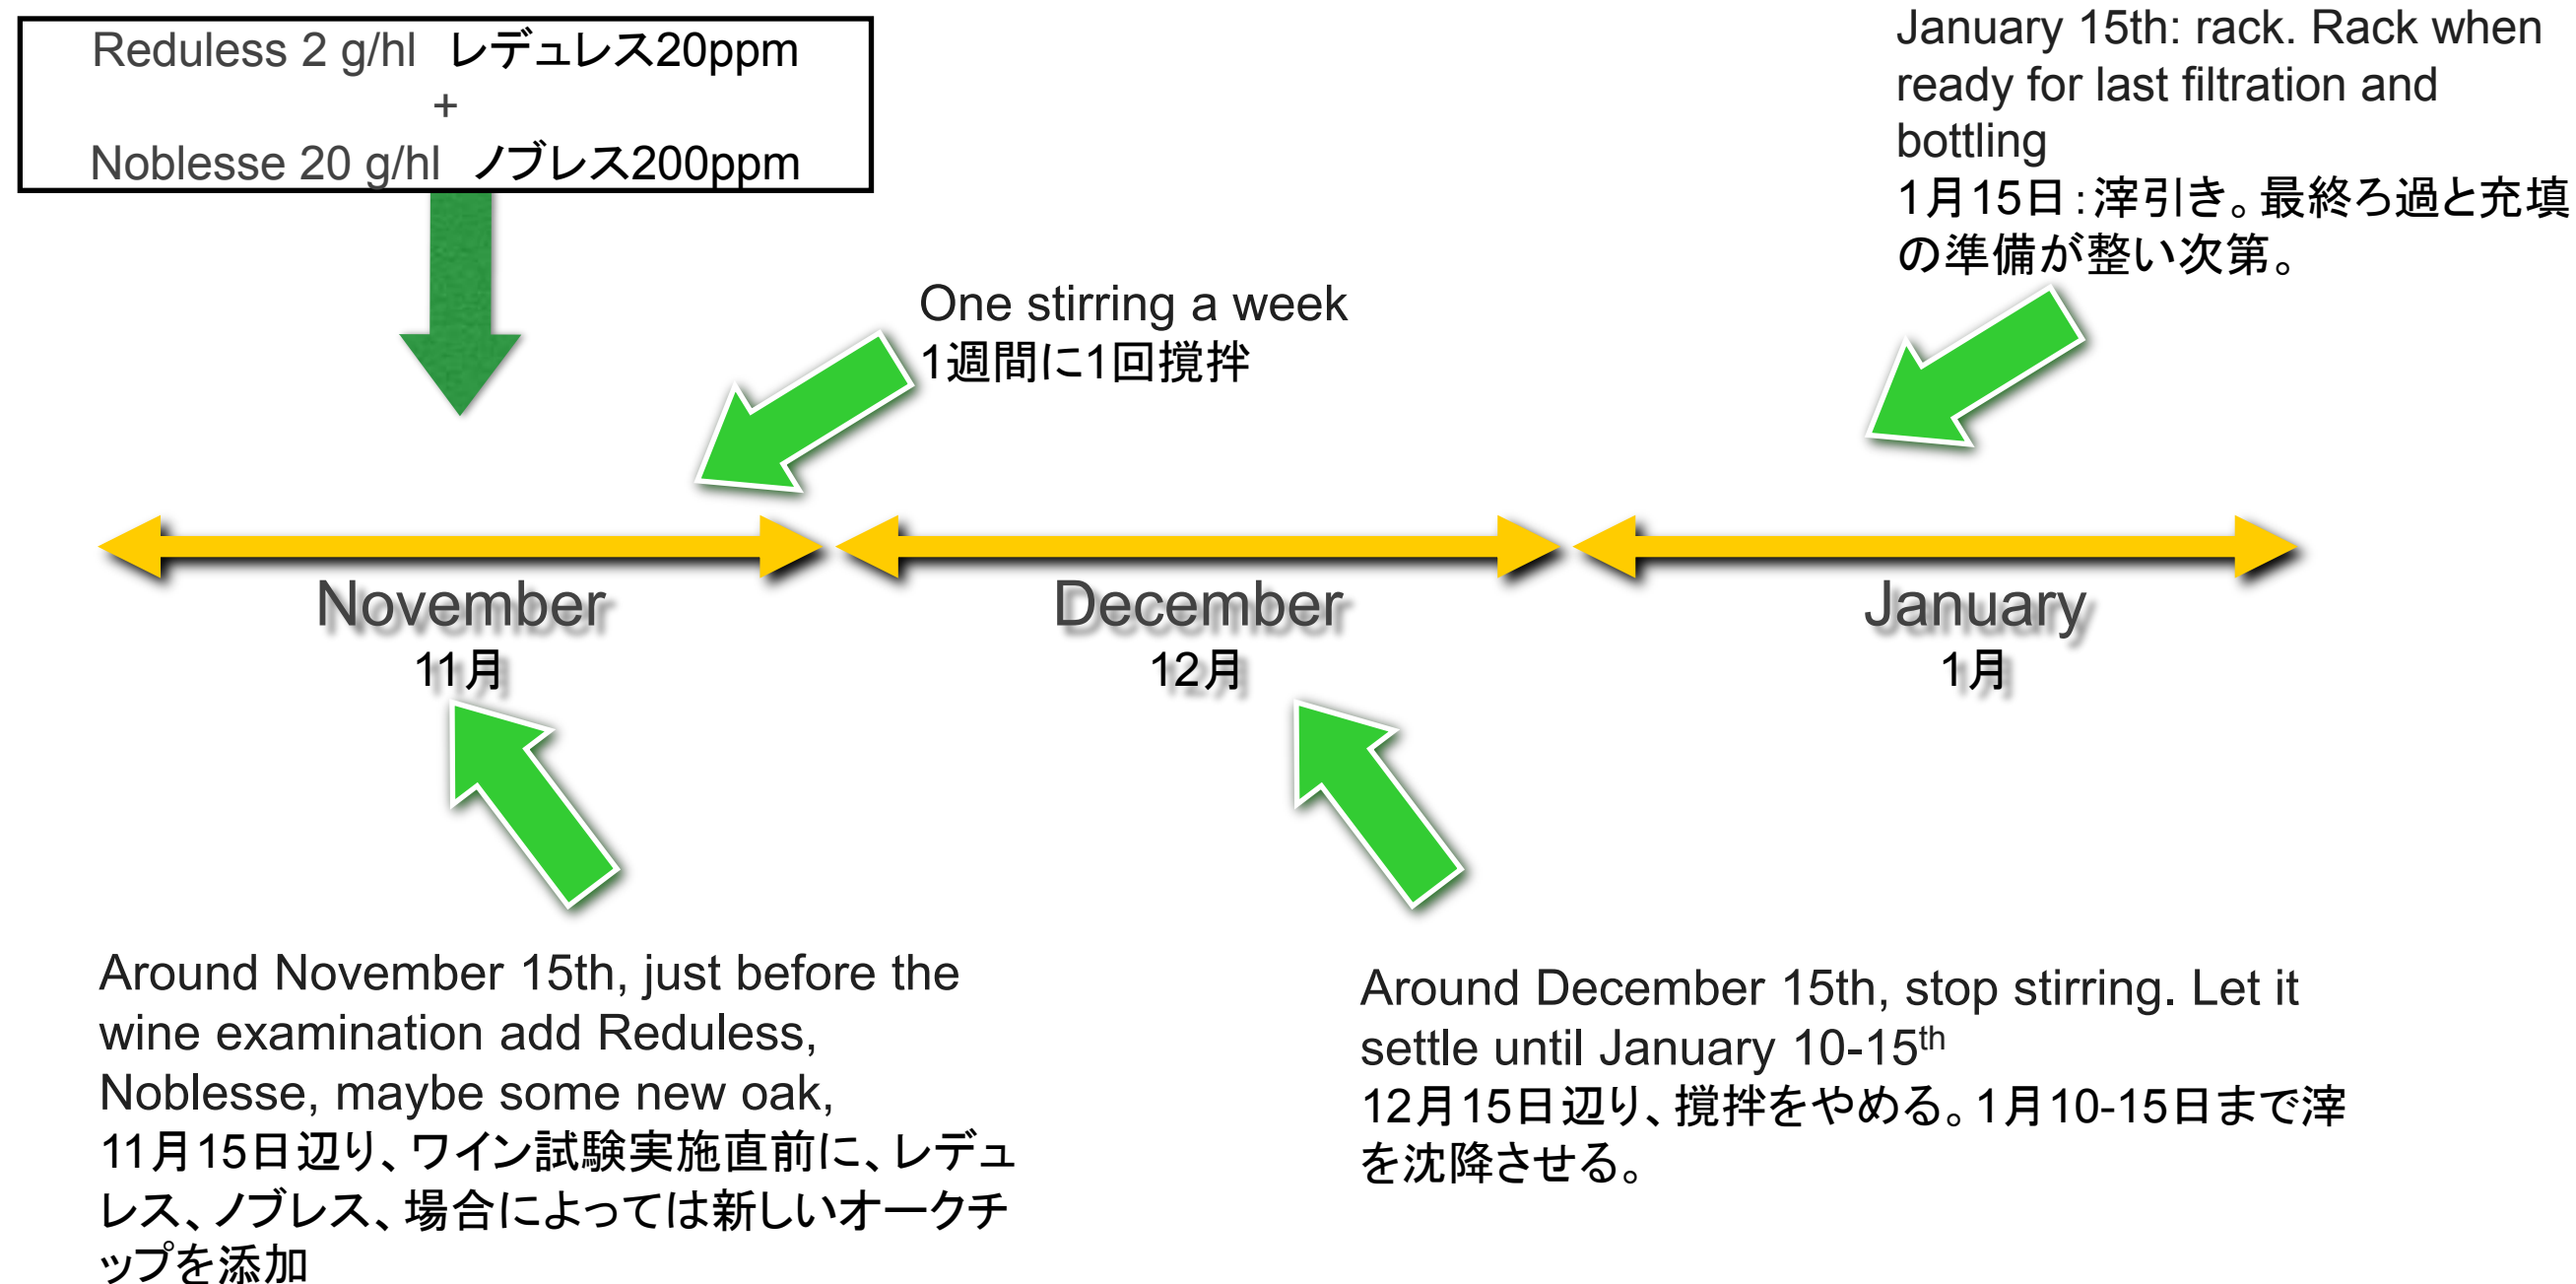 Reduless 2 g/hl レデュレス20ppm
+
Noblesse 20 g/hl ノブレス200ppm
January 15th: rack. Rack when
ready for last filtration and
bottling
1月15日：滓引き。最終ろ過と充填
の準備が整い次第。
One stirring a week
1週間に1回撹拌
November
11月
December
12月
January
1月
Around November 15th, just before the
wine examination add Reduless,
Noblesse, maybe some new oak,
11月15日辺り、ワイン試験実施直前に、レデュ
レス、ノブレス、場合によっては新しいオークチ
ップを添加
Around December 15th, stop stirring. Let it
settle until January 10-15th
12月15日辺り、撹拌をやめる。1月10-15日まで滓
を沈降させる。